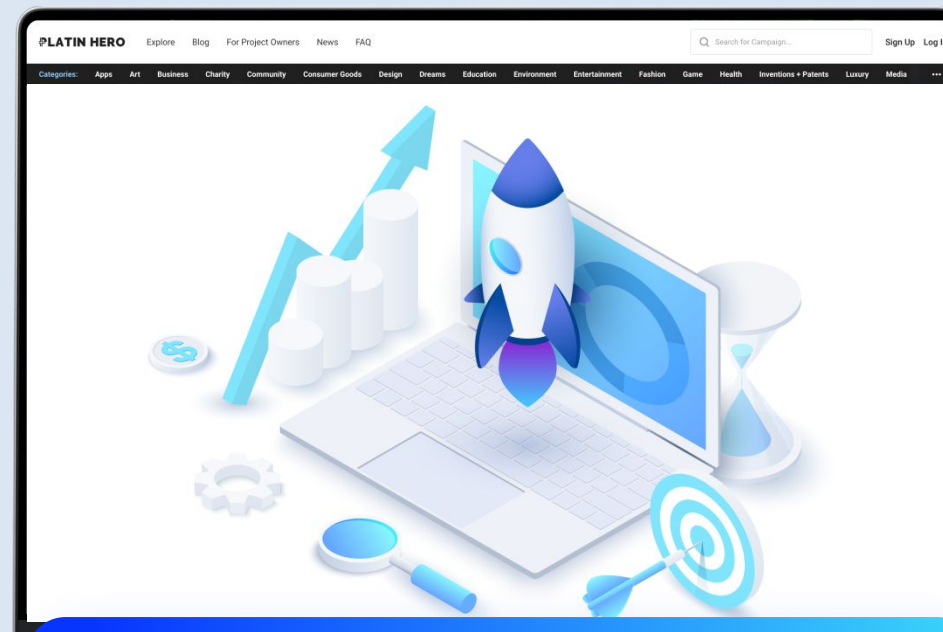 PLATIN HERO Explore Blog For Project Owners News FAQ Search for Campaign... Sign Up Log I
Categories: Apps Art Business Charity Community Consumer Goods Design Dreams Education Environment Entertainment Fashion Game Health Inventions + Patents Luxury Media ...
$